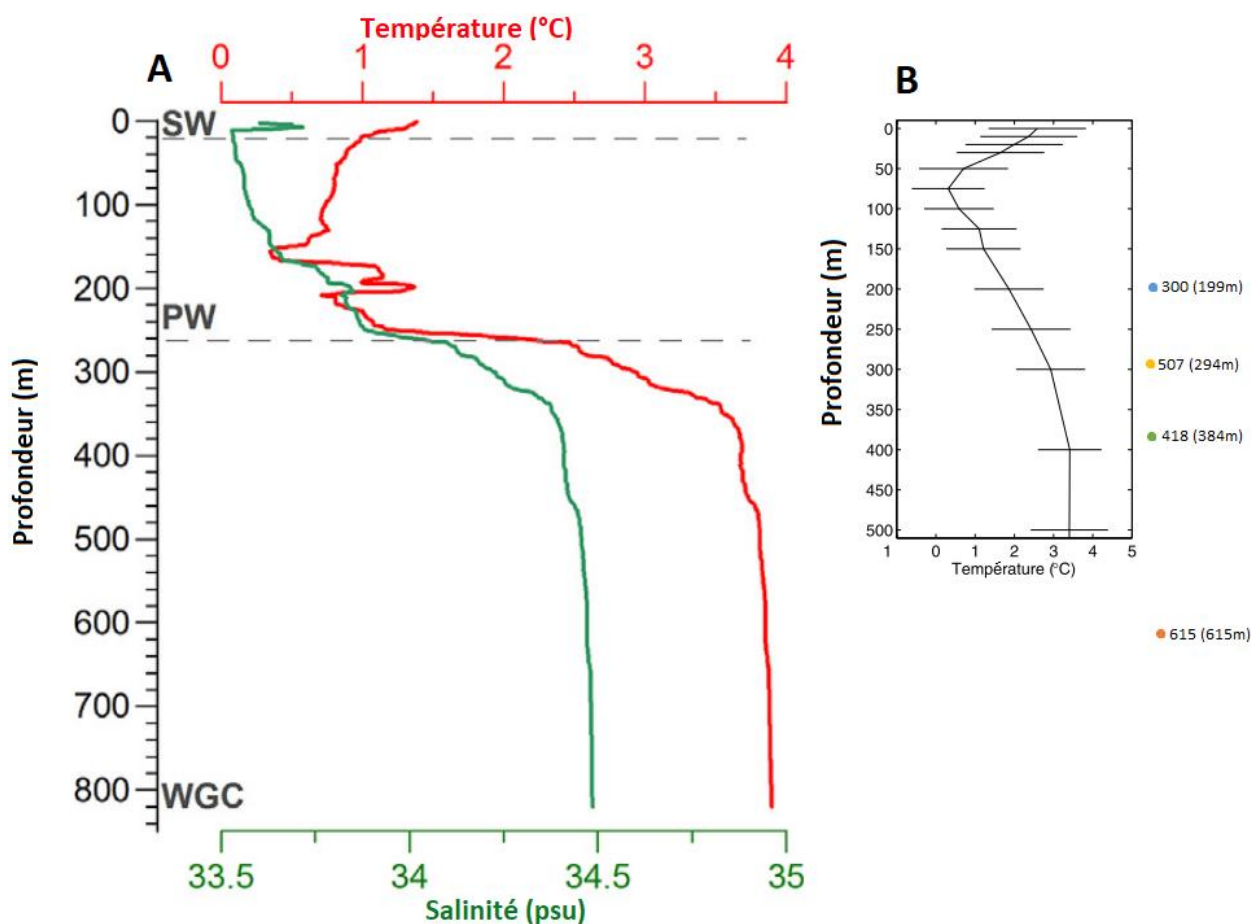 Température (°C)
0 1 2 3 4
A
B
Profondeur (m)
0
100
200
300
400
500
600
700
800
SW
PW
WGC
33.5 34 34.5 35
Salinité (psu)
Profondeur (m)
0
50
100
150
200
250
300
350
400
450
500
1 0 1 2 3 4 5
Température (°C)
300 (199m)
507 (294m)
418 (384m)
615 (615m)